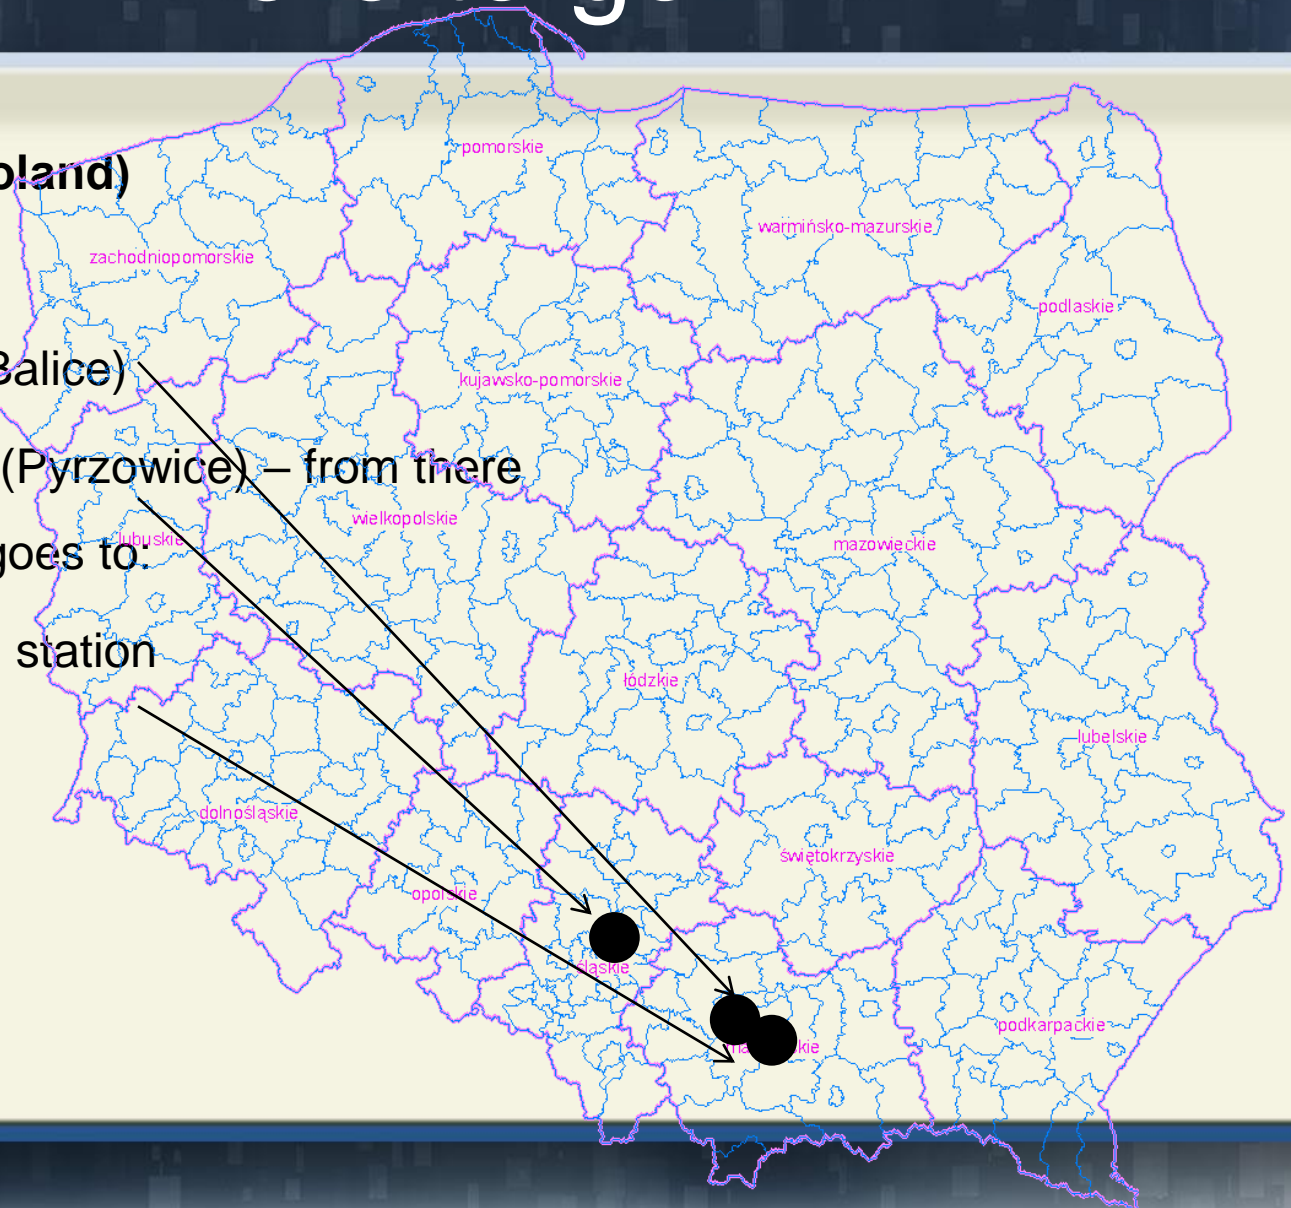 pomorskie
oland)
warmińsko-mazurskie
zachodniopomorskie
podlaskie
Balice)
kujawsko-pomorskie
(Pyrzowice) – from there
wielkopolskie
lubuskie
mazowieckie
goes to:
station
łódzkie
lubelskie
dolnośląskie
świętokrzyskie
opolskie
śląskie
podkarpackie